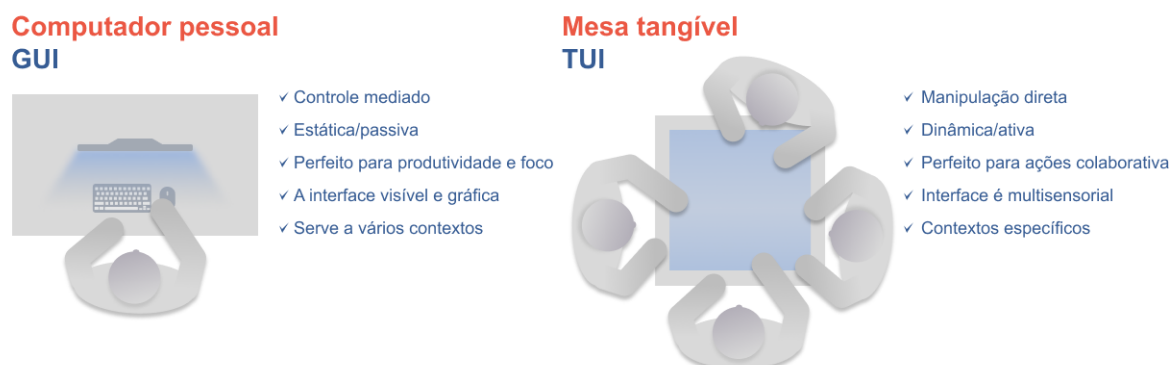 Computador pessoal
GUI
✓ Controle mediado
✓ Estática/passiva
✓ Perfeito para produtividade e foco
✓ A interface visível e gráfica
✓ Serve a vários contextos
Mesa tangível
TUI
✓ Manipulação direta
✓ Dinâmica/ativa
✓ Perfeito para ações colaborativa
✓ Interface é multisensorial
✓ Contextos específicos